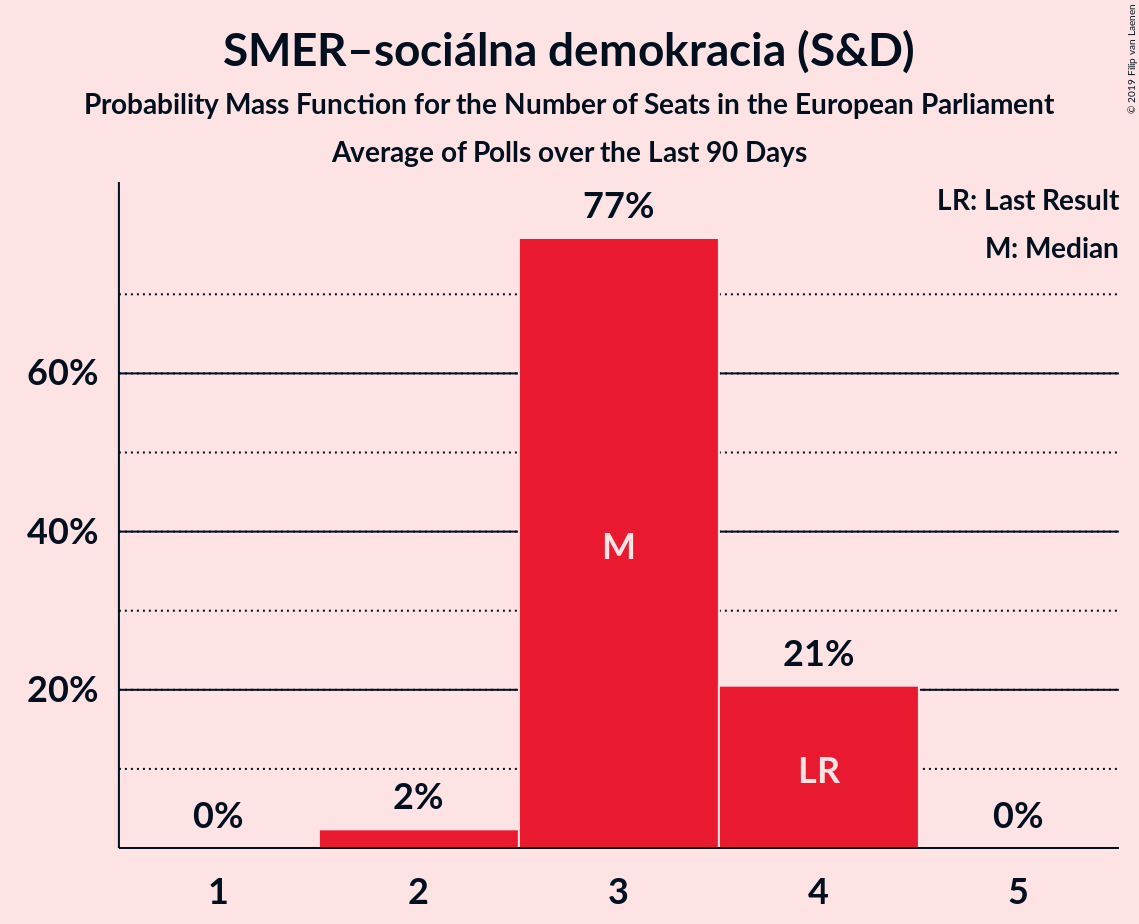 SMER–sociálna demokracia (S&D)
Probability Mass Function for the Number of Seats in the European Parliament
Average of Polls over the Last 90 Days
© 2019 Filip van Laenen
LR: Last Result
M: Median
77%
60%
40%
M
21%
20%
LR
2%
0%
0%
1 2 3 4 5